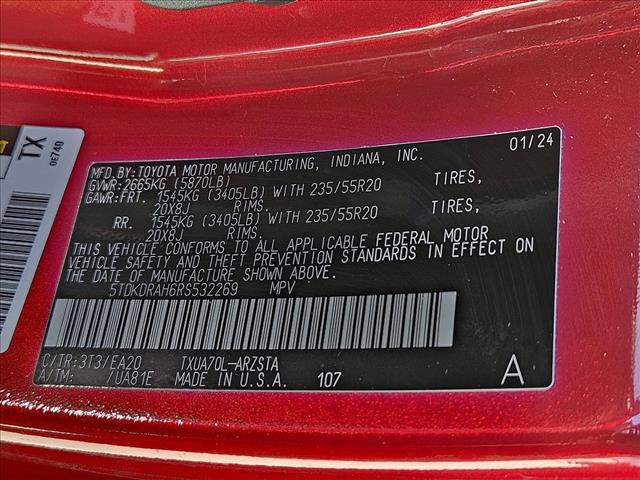 TX
0E740
MFD.BY:TOYOTA MOTOR MANUFACTURING, INDIANA, INC. 01/24
GVWR:2665KG (5870LB)
GAWR:FRT. 1545KG (3405LB) WITH 235/55R20 TIRES,
20X8J RIMS.
RR. 1545KG (3405LB) WITH 235/55R20 TIRES,
20X8J RIMS.
THIS VEHICLE CONFORMS TO ALL APPLICABLE FEDERAL MOTOR
VEHICLE SAFETY AND THEFT PREVENTION STANDARDS IN EFFECT ON
THE DATE OF MANUFACTURE SHOWN ABOVE.
5TDKDRAH6RS532269 MPV
C/TR:3T3/EA20 TXUA70L-ARZSTA
A/TM: /UA81E MADE IN U.S.A. 107 A